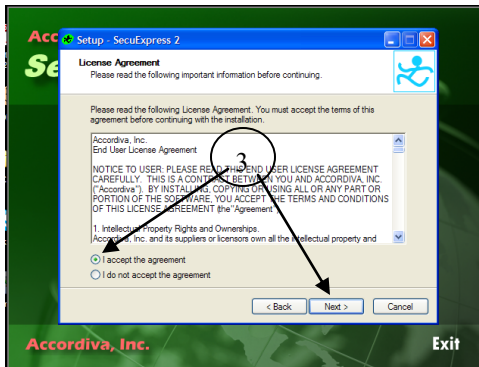 Acc
Se
Setup - SecuExpress 2
License Agreement
Please read the following important information before continuing.
Please read the following License Agreement. You must accept the terms of this
agreement before continuing with the installation.
Accordiva, Inc.
End User License Agreement
NOTICE TO USER: PLEASE READ THIS END USER LICENSE AGREEMENT
CAREFULLY. THIS IS A CONTRACT BETWEEN YOU AND ACCORDIVA, INC.
("Accordiva"). BY INSTALLING, COPYING OR USING ALL OR ANY PART OR
PORTION OF THE SOFTWARE, YOU ACCEPT THE TERMS AND CONDITIONS
OF THIS LICENSE AGREEMENT (the "Agreement").
3
1. Intellectual Property Rights and Ownerships.
Accordiva, Inc. and its suppliers or licensors own all the intellectual property and
I accept the agreement
I do not accept the agreement
< Back
Next >
Cancel
Accordiva, Inc.
Exit